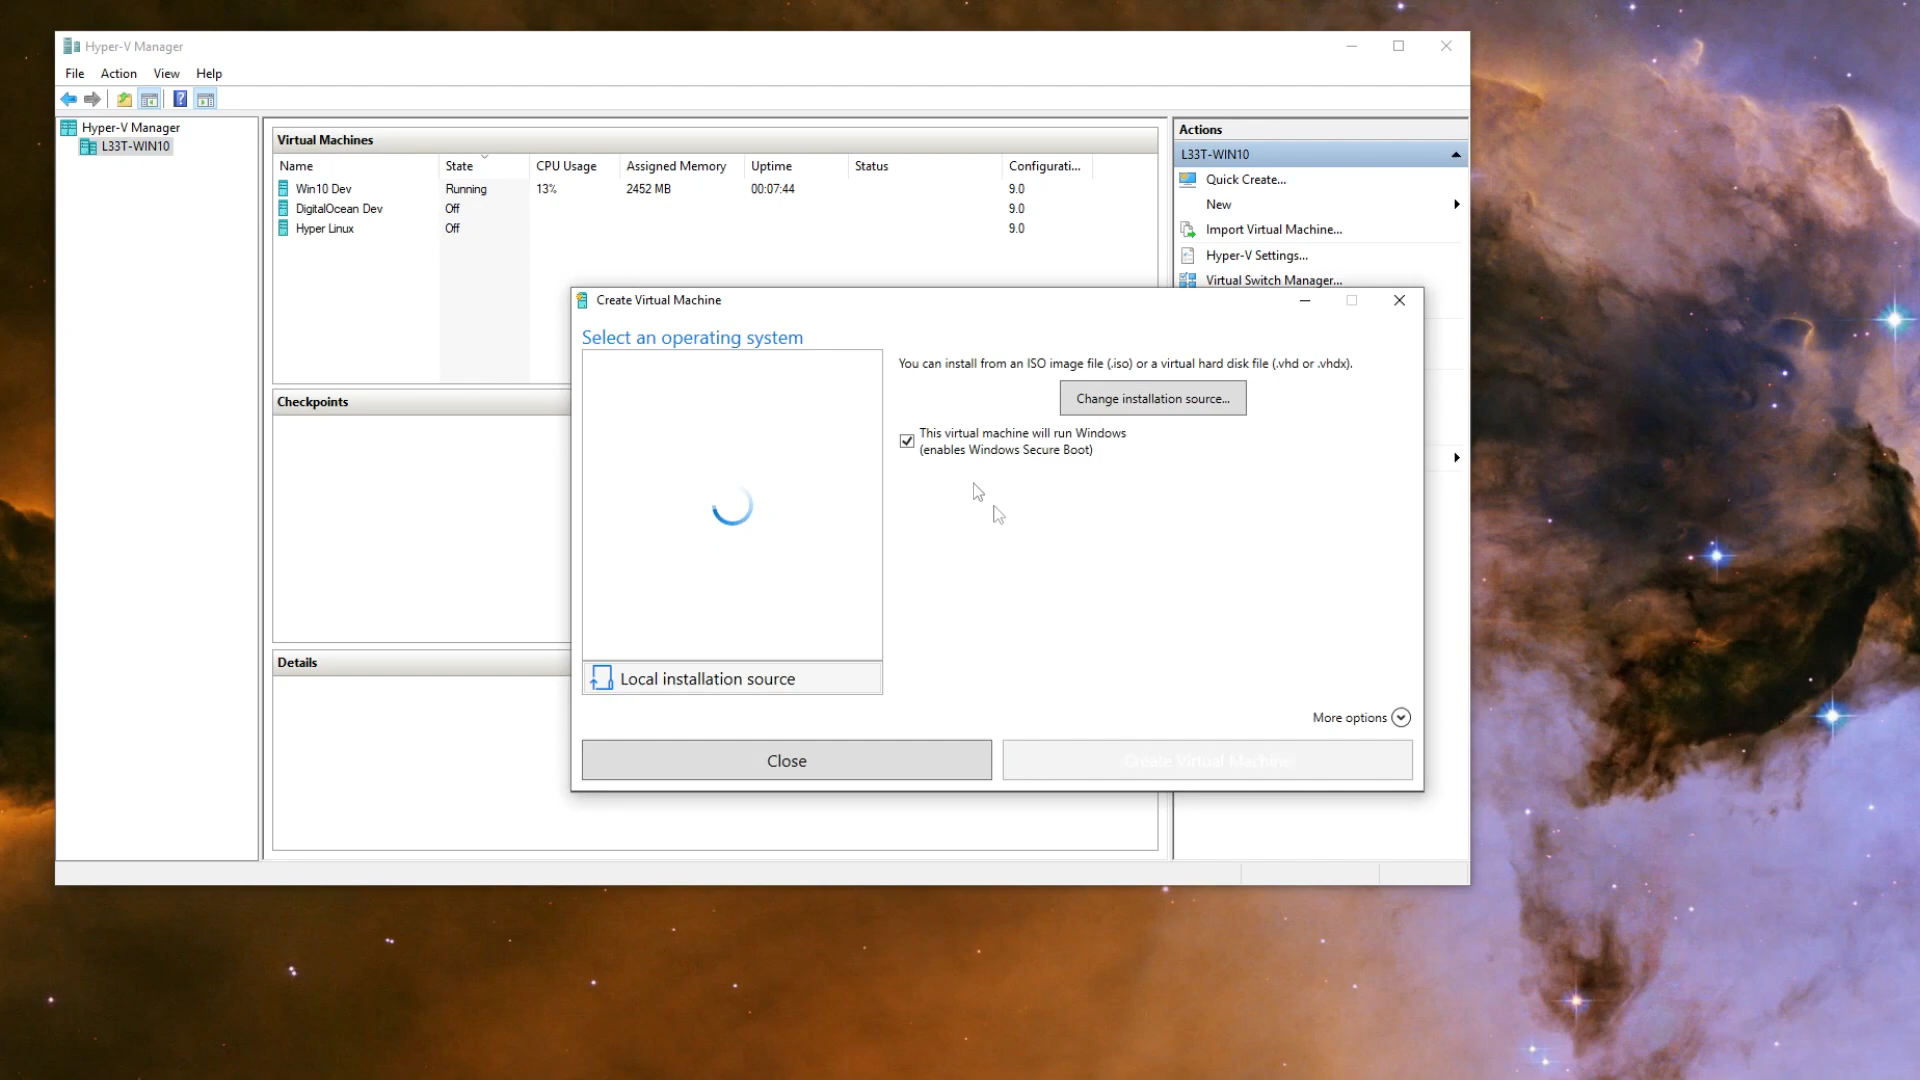 Hyper-V Manager
File Action View Help
Hyper-V Manager
L33T-WIN10
Virtual Machines
Name State CPU Usage Assigned Memory Uptime Status Configurati...
Win10 Dev Running 13% 2452 MB 00:07:44 9.0
DigitalOcean Dev Off 9.0
Hyper Linux Off 9.0
Checkpoints
Details
Actions
L33T-WIN10
Quick Create...
New
Import Virtual Machine...
Hyper-V Settings...
Virtual Switch Manager...
Create Virtual Machine
Select an operating system
Local installation source
You can install from an ISO image file (.iso) or a virtual hard disk file (.vhd or .vhdx).
Change installation source...
This virtual machine will run Windows
(enables Windows Secure Boot)
More options
Close
Create Virtual Machine